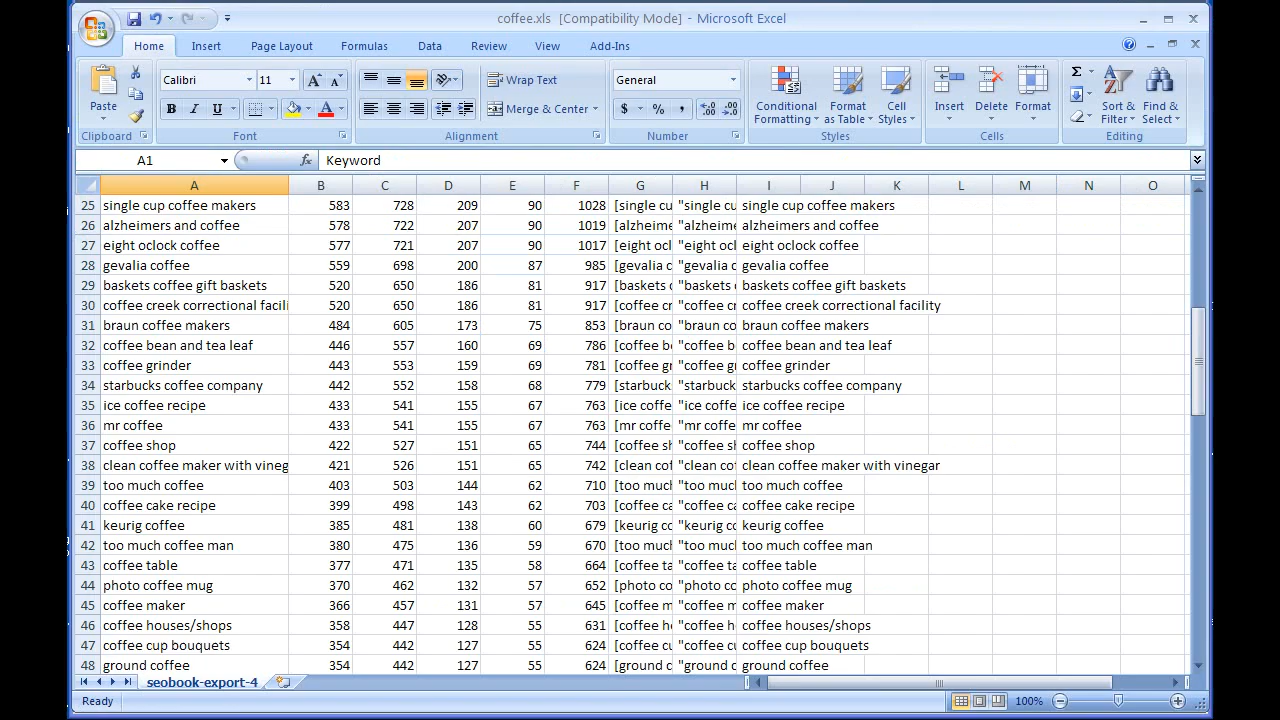 coffee.xls [Compatibility Mode] - Microsoft Excel
Home Insert Page Layout Formulas Data Review View Add-Ins
Calibri 11 Wrap Text General
Paste B I U A Merge & Center $ % , Conditional Formatting Format as Table Cell Styles Insert Delete Format Sort & Filter Find & Select
Clipboard Font Alignment Number Styles Cells Editing
A1 fx Keyword
A B C D E F G H I J K L M N O
25 single cup coffee makers 583 728 209 90 1028 [single cu "single cu single cup coffee makers
26 alzheimers and coffee 578 722 207 90 1019 [alzheime "alzheime alzheimers and coffee
27 eight oclock coffee 577 721 207 90 1017 [eight ocl "eight ocl eight oclock coffee
28 gevalia coffee 559 698 200 87 985 [gevalia c "gevalia c gevalia coffee
29 baskets coffee gift baskets 520 650 186 81 917 [baskets c "baskets c baskets coffee gift baskets
30 coffee creek correctional facili 520 650 186 81 917 [coffee cr "coffee cr coffee creek correctional facility
31 braun coffee makers 484 605 173 75 853 [braun co "braun co braun coffee makers
32 coffee bean and tea leaf 446 557 160 69 786 [coffee be "coffee be coffee bean and tea leaf
33 coffee grinder 443 553 159 69 781 [coffee gr "coffee gr coffee grinder
34 starbucks coffee company 442 552 158 68 779 [starbuck "starbuck starbucks coffee company
35 ice coffee recipe 433 541 155 67 763 [ice coffe "ice coffe ice coffee recipe
36 mr coffee 433 541 155 67 763 [mr coffe "mr coffe mr coffee
37 coffee shop 422 527 151 65 744 [coffee sh "coffee sh coffee shop
38 clean coffee maker with vineg 421 526 151 65 742 [clean cof "clean cof clean coffee maker with vinegar
39 too much coffee 403 503 144 62 710 [too much "too much too much coffee
40 coffee cake recipe 399 498 143 62 703 [coffee ca "coffee ca coffee cake recipe
41 keurig coffee 385 481 138 60 679 [keurig co "keurig co keurig coffee
42 too much coffee man 380 475 136 59 670 [too much "too much too much coffee man
43 coffee table 377 471 135 58 664 [coffee ta "coffee ta coffee table
44 photo coffee mug 370 462 132 57 652 [photo co "photo co photo coffee mug
45 coffee maker 366 457 131 57 645 [coffee m "coffee m coffee maker
46 coffee houses/shops 358 447 128 55 631 [coffee ho "coffee h coffee houses/shops
47 coffee cup bouquets 354 442 127 55 624 [coffee cu "coffee cu coffee cup bouquets
48 ground coffee 354 442 127 55 624 [ground c "ground c ground coffee
seobook-export-4
Ready 100%